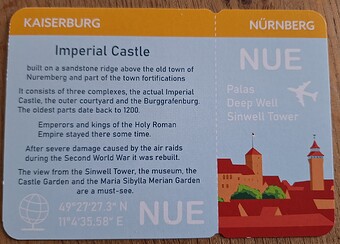 KAISERBURG
Imperial Castle
built on a sandstone ridge above the old town of
Nuremberg and part of the town fortifications
It consists of three complexes, the actual Imperial
Castle, the outer courtyard and the Burggrafenburg.
The oldest parts date back to 1200.
Emperors and kings of the Holy Roman
Empire stayed there some time.
After severe damage caused by the air raids
during the Second World War it was rebuilt.
The view from the Sinwell Tower, the museum, the
Castle Garden and the Maria Sibylla Merian Garden
are a must-see.
49°27'27.3" N
11°4'35.58" E
NUE
NÜRNBERG
NUE
Palas
Deep Well
Sinwell Tower